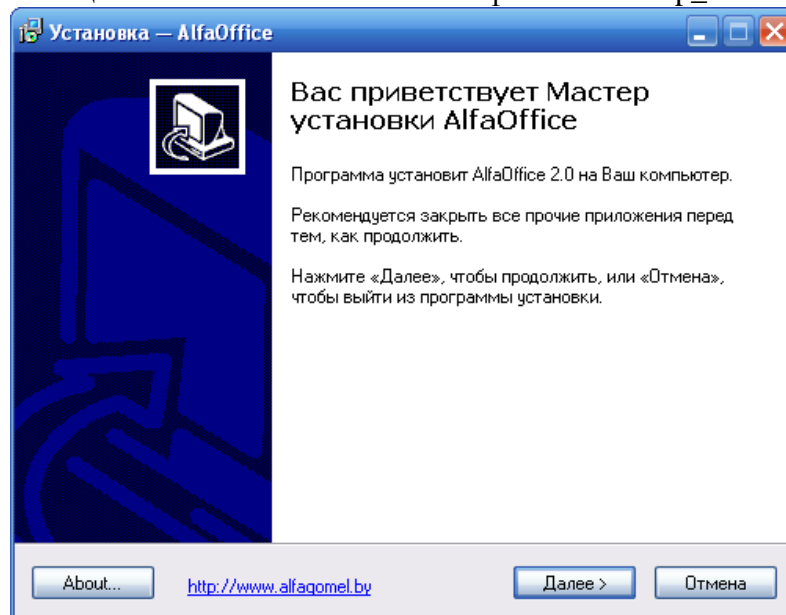 Установка — AlfaOffice
Вас приветствует Мастер
установки AlfaOffice
Программа установит AlfaOffice 2.0 на Ваш компьютер.
Рекомендуется закрыть все прочие приложения перед
тем, как продолжить.
Нажмите «Далее», чтобы продолжить, или «Отмена»,
чтобы выйти из программы установки.
About... http://www.alfagomel.by Далее > Отмена